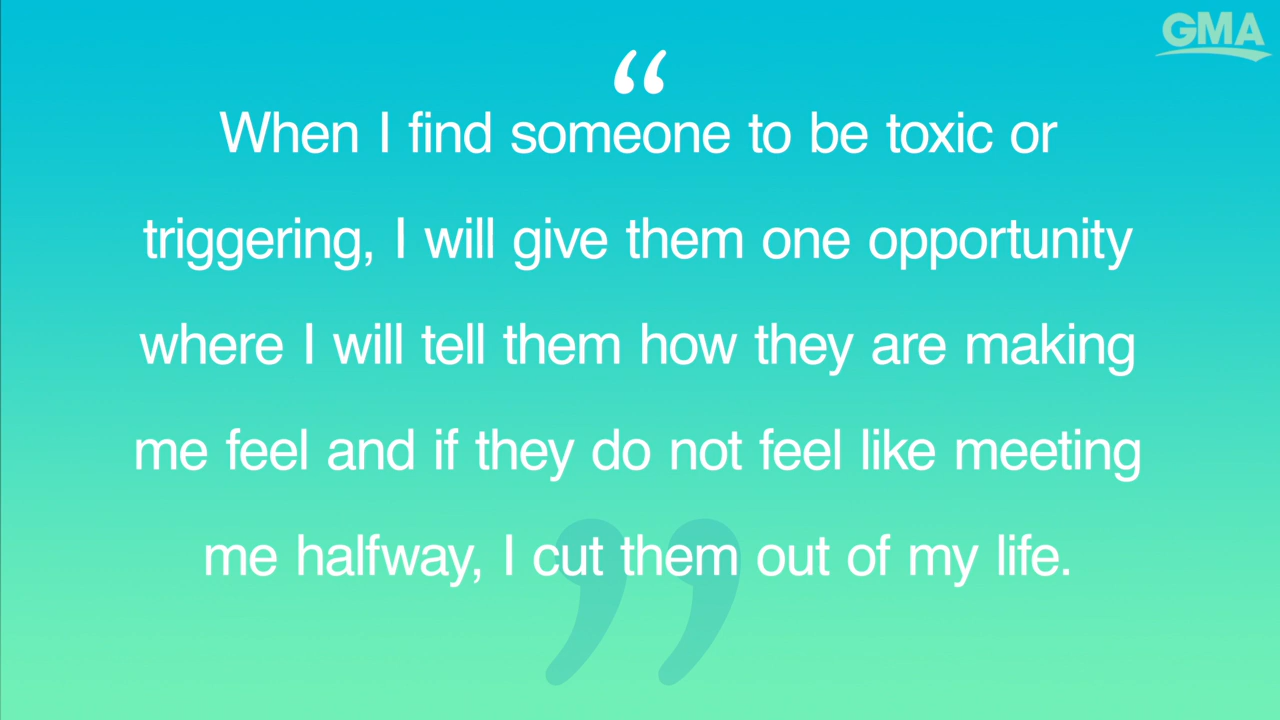 GMA
“
When I find someone to be toxic or
triggering, I will give them one opportunity
where I will tell them how they are making
me feel and if they do not feel like meeting
me halfway, I cut them out of my life.
”